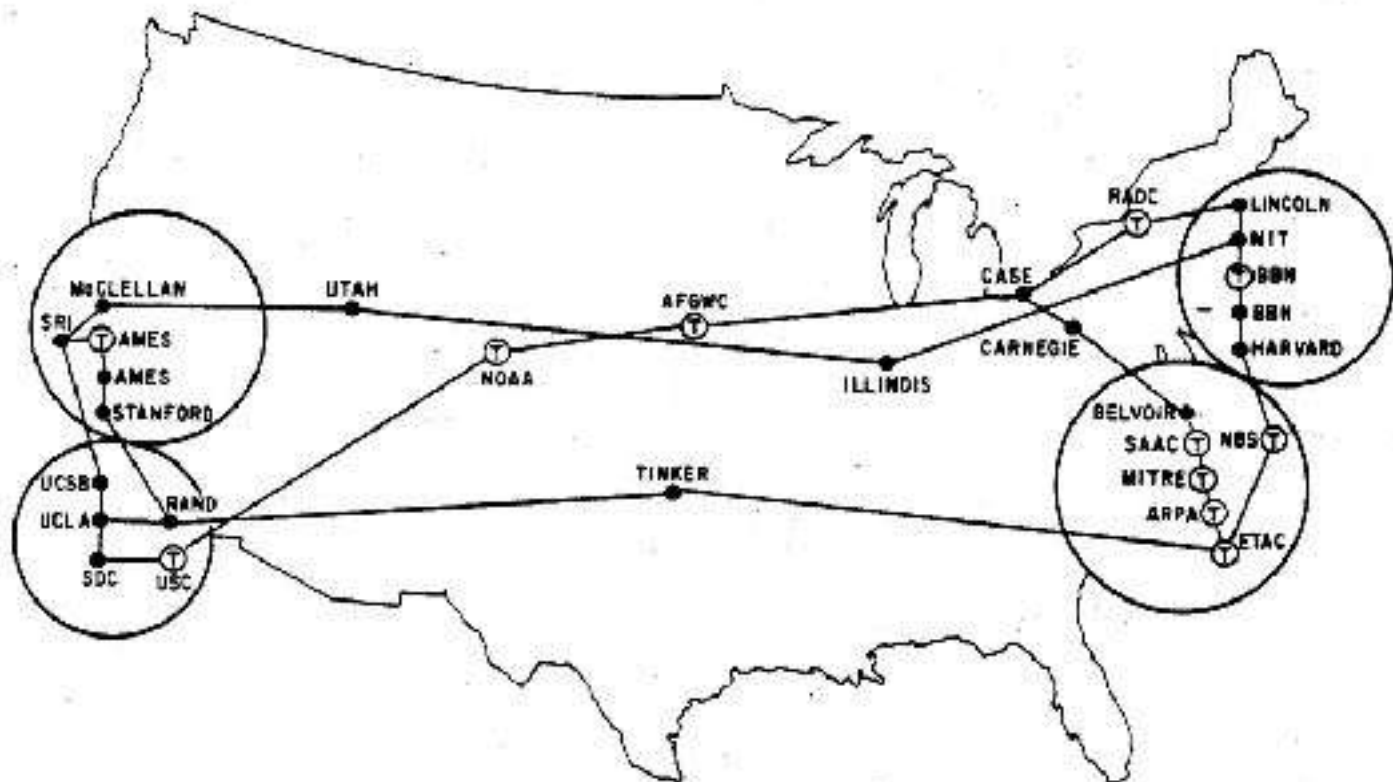 RADC
LINCOLN
MIT
T
T
BBN
CASE
McCLELLAN
UTAH
AFGWC
BBN
SRI
T
AMES
T
CARNEGIE
HARVARD
T
NOAA
ILLINOIS
AMES
STANFORD
BELVOIR
SAAC
T
NBS
T
TINKER
UCSB
RAND
MITRE
T
UCLA
ARPA
T
ETAC
T
SDC
T
USC